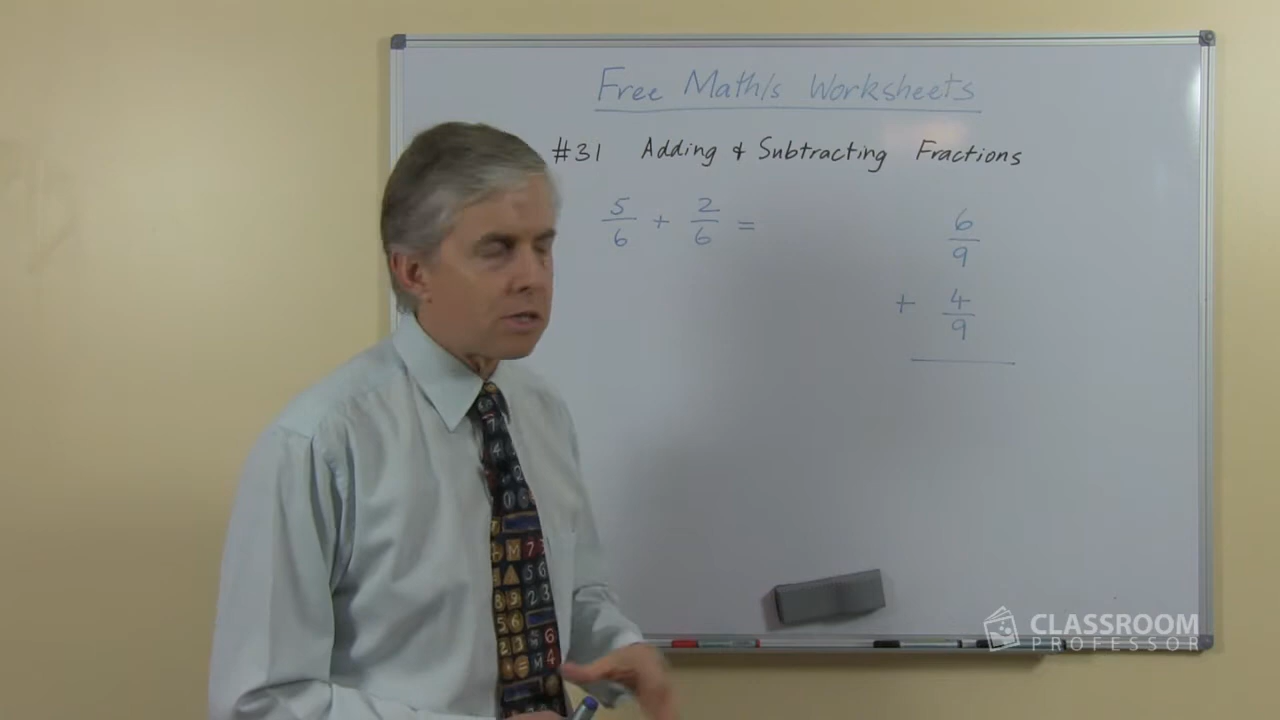 Free Math/s Worksheets
#31 Adding & Subtracting Fractions
5/6 + 2/6 =
6/9
+ 4/9
CLASSROOM
PROFESSOR